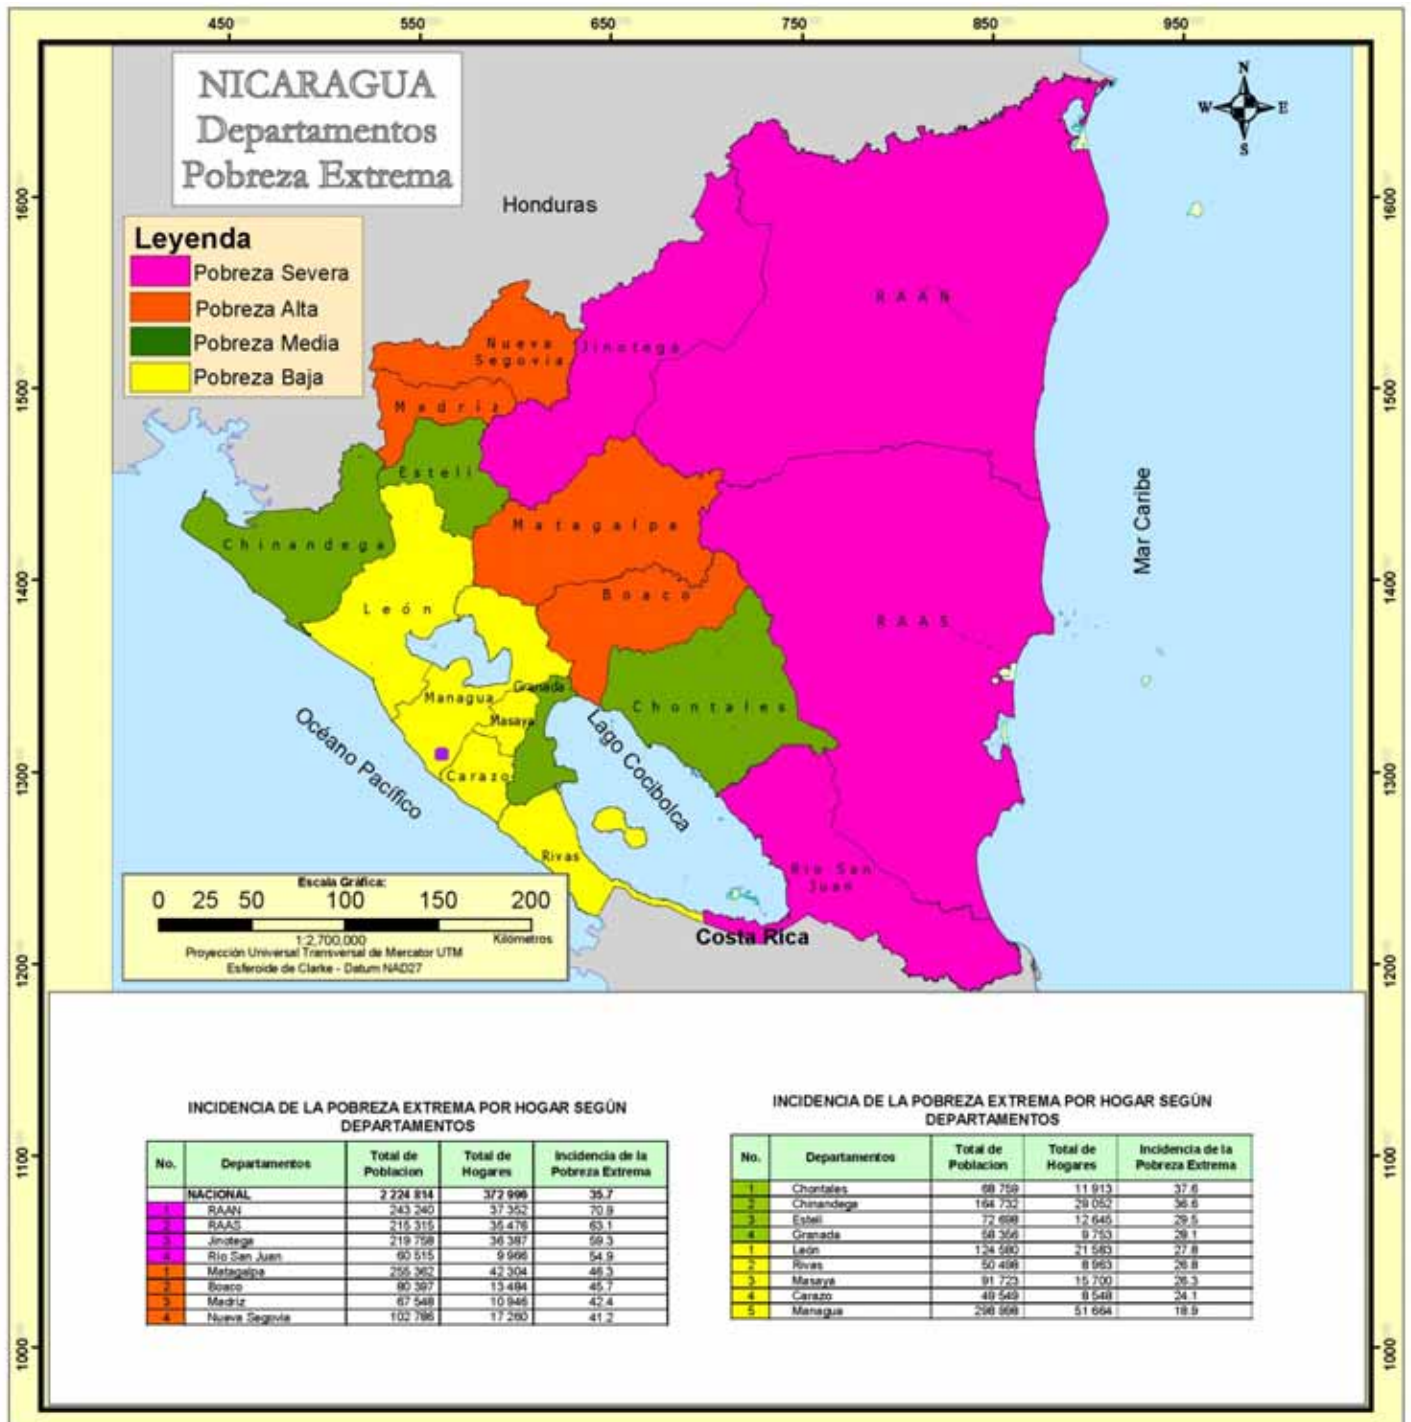 450 550 650 750 850 950
NICARAGUA
Departamentos
Pobreza Extrema
N
W E
S
1600 1600
Honduras
Leyenda
Pobreza Severa
Pobreza Alta
Pobreza Media
Pobreza Baja
RAAN
Nueva
Segovia
Jinotega
1500 1500
Madríz
Estelí
Mar Caribe
Matagalpa
Chinandega
1400 1400
Boaco
León
RAAS
Granada
Managua
Chontales
Masaya
Océano Pacífico
Lago Cocibolca
1300 1300
Carazo
Rivas
Río San
Juan
Escala Gráfica:
0 25 50 100 150 200
1:2,700,000 Kilómetros
Proyección Universal Transversal de Mercator UTM
Esferoide de Clarke - Datum NAD27
Costa Rica
1200 1200
INCIDENCIA DE LA POBREZA EXTREMA POR HOGAR SEGÚN
DEPARTAMENTOS
No. Departamentos Total de Poblacion Total de Hogares Incidencia de la Pobreza Extrema
NACIONAL 2 224 814 372 996 35.7
1 RAAN 243 240 37 352 70.9
2 RAAS 215 315 35 476 63.1
3 Jinotega 219 758 36 387 59.3
4 Río San Juan 60 515 9 966 54.9
1 Matagalpa 255 362 42 304 46.3
2 Boaco 80 397 13 484 45.7
3 Madriz 67 548 10 946 42.4
4 Nueva Segovia 102 786 17 260 41.2
INCIDENCIA DE LA POBREZA EXTREMA POR HOGAR SEGÚN
DEPARTAMENTOS
No. Departamentos Total de Poblacion Total de Hogares Incidencia de la Pobreza Extrema
1 Chontales 68 759 11 913 37.6
2 Chinandega 164 732 29 052 36.6
3 Estelí 72 698 12 645 29.5
4 Granada 58 356 9 753 28.1
1 León 124 580 21 583 27.8
2 Rivas 50 498 8 963 26.8
3 Masaya 91 723 15 700 26.3
4 Carazo 49 549 8 548 24.1
5 Managua 298 998 51 664 18.9
1100 1100
1000 1000